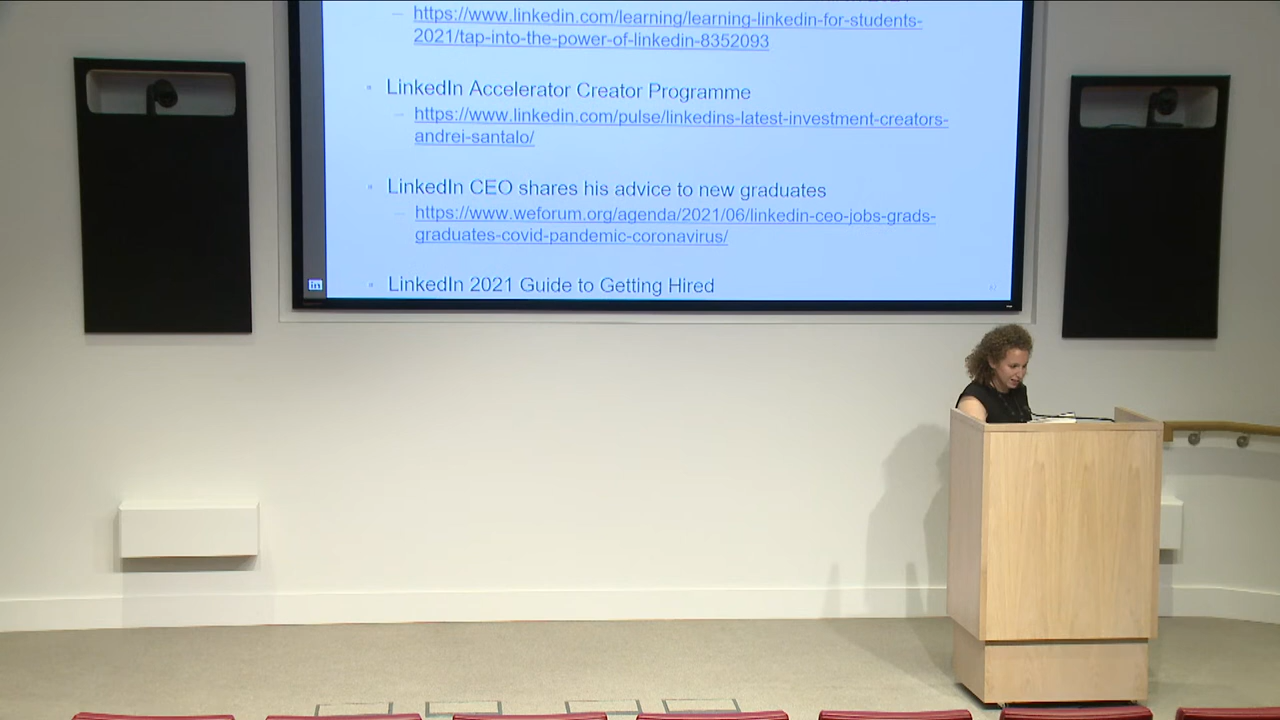 https://www.linkedin.com/learning/learning-linkedin-for-students-
2021/tap-into-the-power-of-linkedin-8352093
LinkedIn Accelerator Creator Programme
https://www.linkedin.com/pulse/linkedins-latest-investment-creators-
andrei-santalo/
LinkedIn CEO shares his advice to new graduates
https://www.weforum.org/agenda/2021/06/linkedin-ceo-jobs-grads-
graduates-covid-pandemic-coronavirus/
LinkedIn 2021 Guide to Getting Hired
in